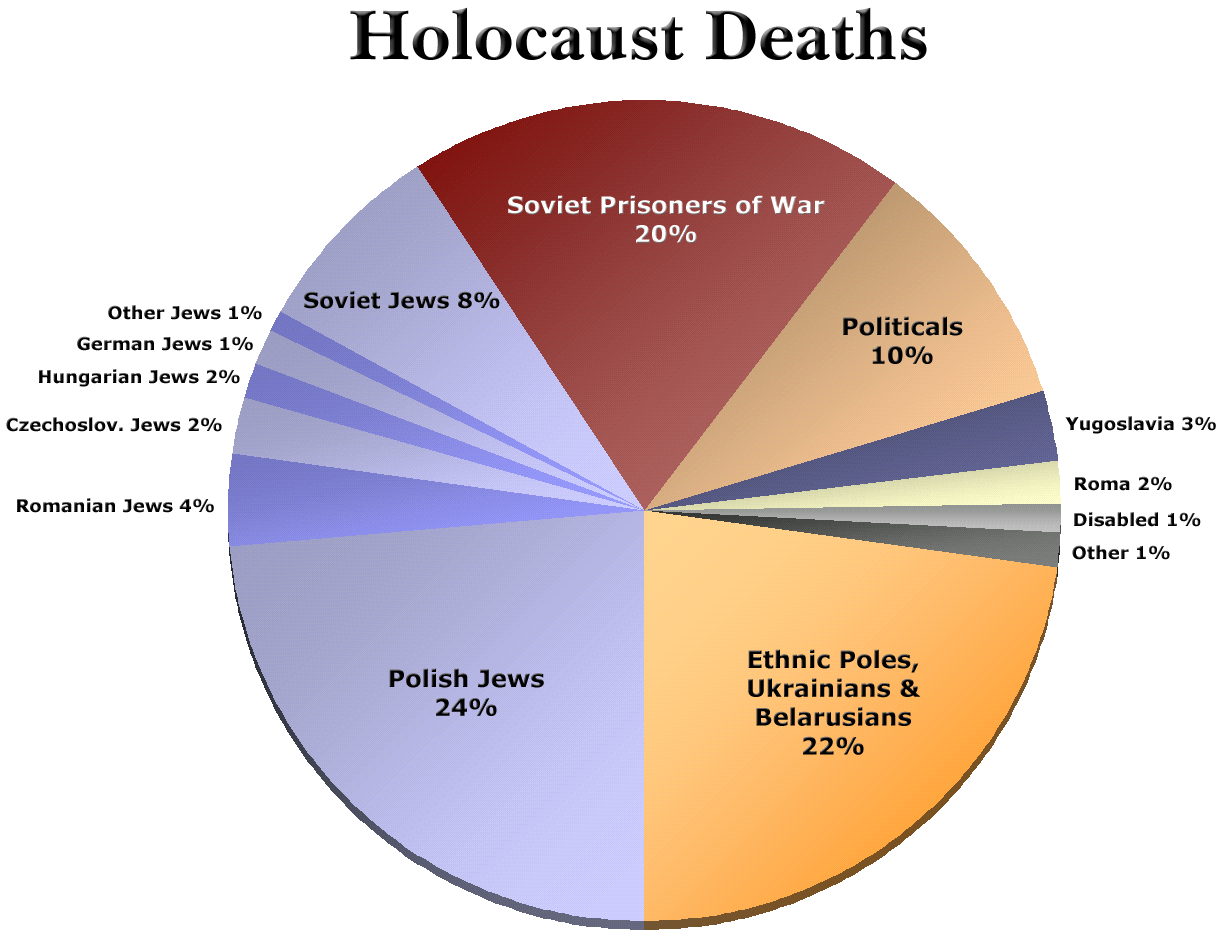 Holocaust Deaths
Soviet Prisoners of War
20%
Soviet Jews 8%
Other Jews 1%
German Jews 1%
Hungarian Jews 2%
Czechoslov. Jews 2%
Romanian Jews 4%
Politicals
10%
Yugoslavia 3%
Roma 2%
Disabled 1%
Other 1%
Polish Jews
24%
Ethnic Poles,
Ukrainians &
Belarusians
22%